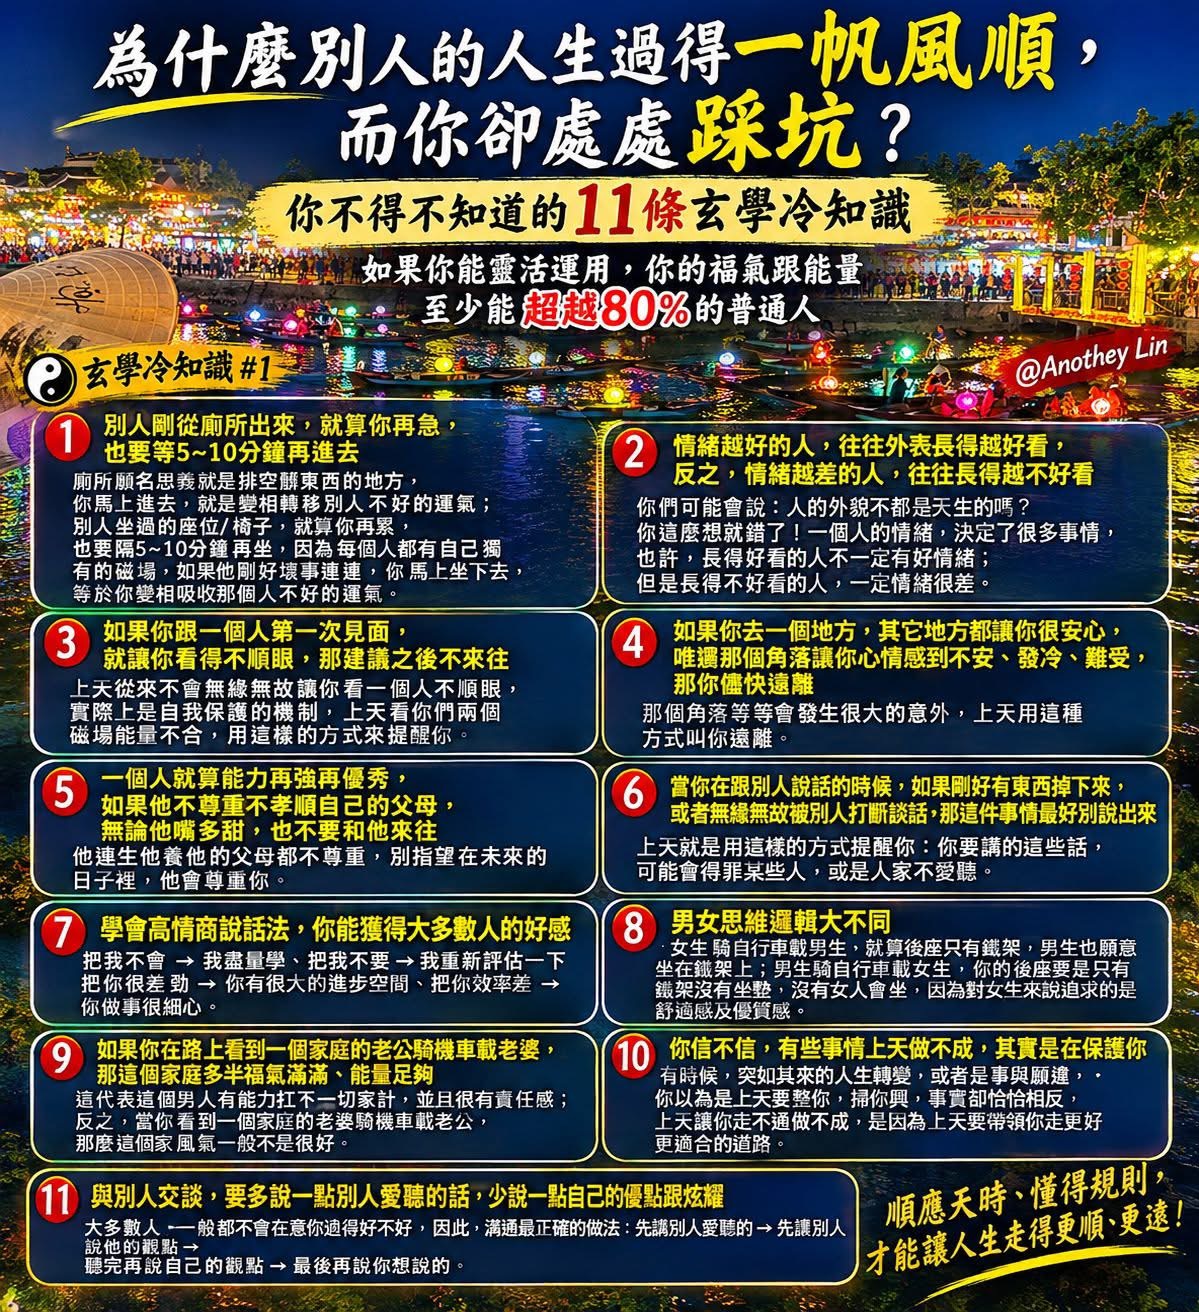 為什麼別人的人生過得一帆風順，
而你卻處處踩坑？
你不得不知道的11條玄學冷知識
如果你能靈活運用，你的福氣跟能量
至少能超越80%的普通人
@Anothey Lin
玄學冷知識 #1
1
別人剛從廁所出來，就算你再急，
也要等5~10分鐘再進去
廁所願名思義就是排空髒東西的地方，
你馬上進去，就是變相轉移別人不好的運氣；
別人坐過的座位/椅子，就算你再累，
也要隔5~10分鐘再坐，因為每個人都有自己獨
有的磁場，如果他剛好壞事連連，你馬上坐下去，
等於你變相吸收那個人不好的運氣。
2
情緒越好的人，往往外表長得越好看，
反之，情緒越差的人，往往長得越不好看
你們可能會說：人的外貌不都是天生的嗎？
你這麼想就錯了！一個人的情緒，決定了很多事情，
也許，長得好看的人不一定有好情緒；
但是長得不好看的人，一定情緒很差。
3
如果你跟一個人第一次見面，
就讓你看得不順眼，那建議之後不來往
上天從來不會無緣無故讓你看一個人不順眼，
實際上是自我保護的機制，上天看你們兩個
磁場能量不合，用這樣的方式來提醒你。
4
如果你去一個地方，其它地方都讓你很安心，
唯獨那個角落讓你心情感到不安、發冷、難受，
那你儘快遠離
那個角落等等會發生很大的意外，上天用這種
方式叫你遠離。
5
一個人就算能力再強再優秀，
如果他不尊重不孝順自己的父母，
無論他嘴多甜，也不要和他來往
他連生他養他的父母都不尊重，別指望在未來的
日子裡，他會尊重你。
6
當你在跟別人說話的時候，如果剛好有東西掉下來，
或者無緣無故被別人打斷談話，那這件事情最好別說出來
上天就是用這樣的方式提醒你：你要講的這些話，
可能會得罪某些人，或是人家不愛聽。
7
學會高情商說話法，你能獲得大多數人的好感
把我不會 → 我盡量學、把我不要 → 我重新評估一下
把你很差勁 → 你有很大的進步空間、把你效率差 →
你做事很細心。
8
男女思維邏輯大不同
女生騎自行車載男生，就算後座只有鐵架，男生也願意
坐在鐵架上；男生騎自行車載女生，你的後座要是只有
鐵架沒有坐墊，沒有女人會坐，因為對女生來說追求的是
舒適感及優質感。
9
如果你在路上看到一個家庭的老公騎機車載老婆，
那這個家庭多半福氣滿滿、能量足夠
這代表這個男人有能力扛不一切家計，並且很有責任感；
反之，當你看到一個家庭的老婆騎機車載老公，
那麼這個家風氣一般不是很好。
10
你信不信，有些事情上天做不成，其實是在保護你
有時候，突如其來的人生轉變，或者是事與願違，
你以為是上天要整你，掃你興，事實卻恰恰相反，
上天讓你走不通做不成，是因為上天要帶領你走更好
更適合的道路。
11
與別人交談，要多說一點別人愛聽的話，少說一點自己的優點跟炫耀
大多數人，一般都不會在意你過得好不好，因此，溝通最正確的做法：先講別人愛聽的 → 先讓別人
說他的觀點 →
聽完再說自己的觀點 → 最後再說你想說的。
順應天時、懂得規則，
才能讓人生走得更順、更遠！